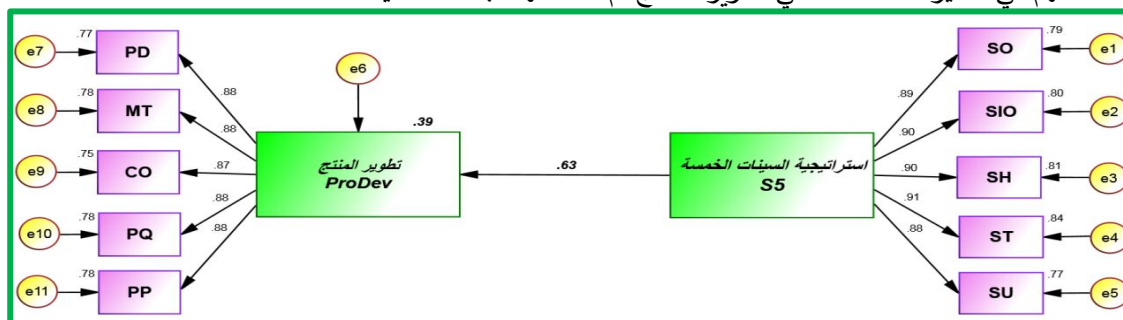 .77
e7
PD
.78
e8
MT
.75
e9
CO
.78
e10
PQ
.78
e11
PP
.88
.88
.87
.88
.88
e6
.39
تطوير المنتج
ProDev
.63
استراتيجية السينات الخمسة
S5
.89
.90
.90
.91
.88
SO
.79
e1
SIO
.80
e2
SH
.81
e3
ST
.84
e4
SU
.77
e5